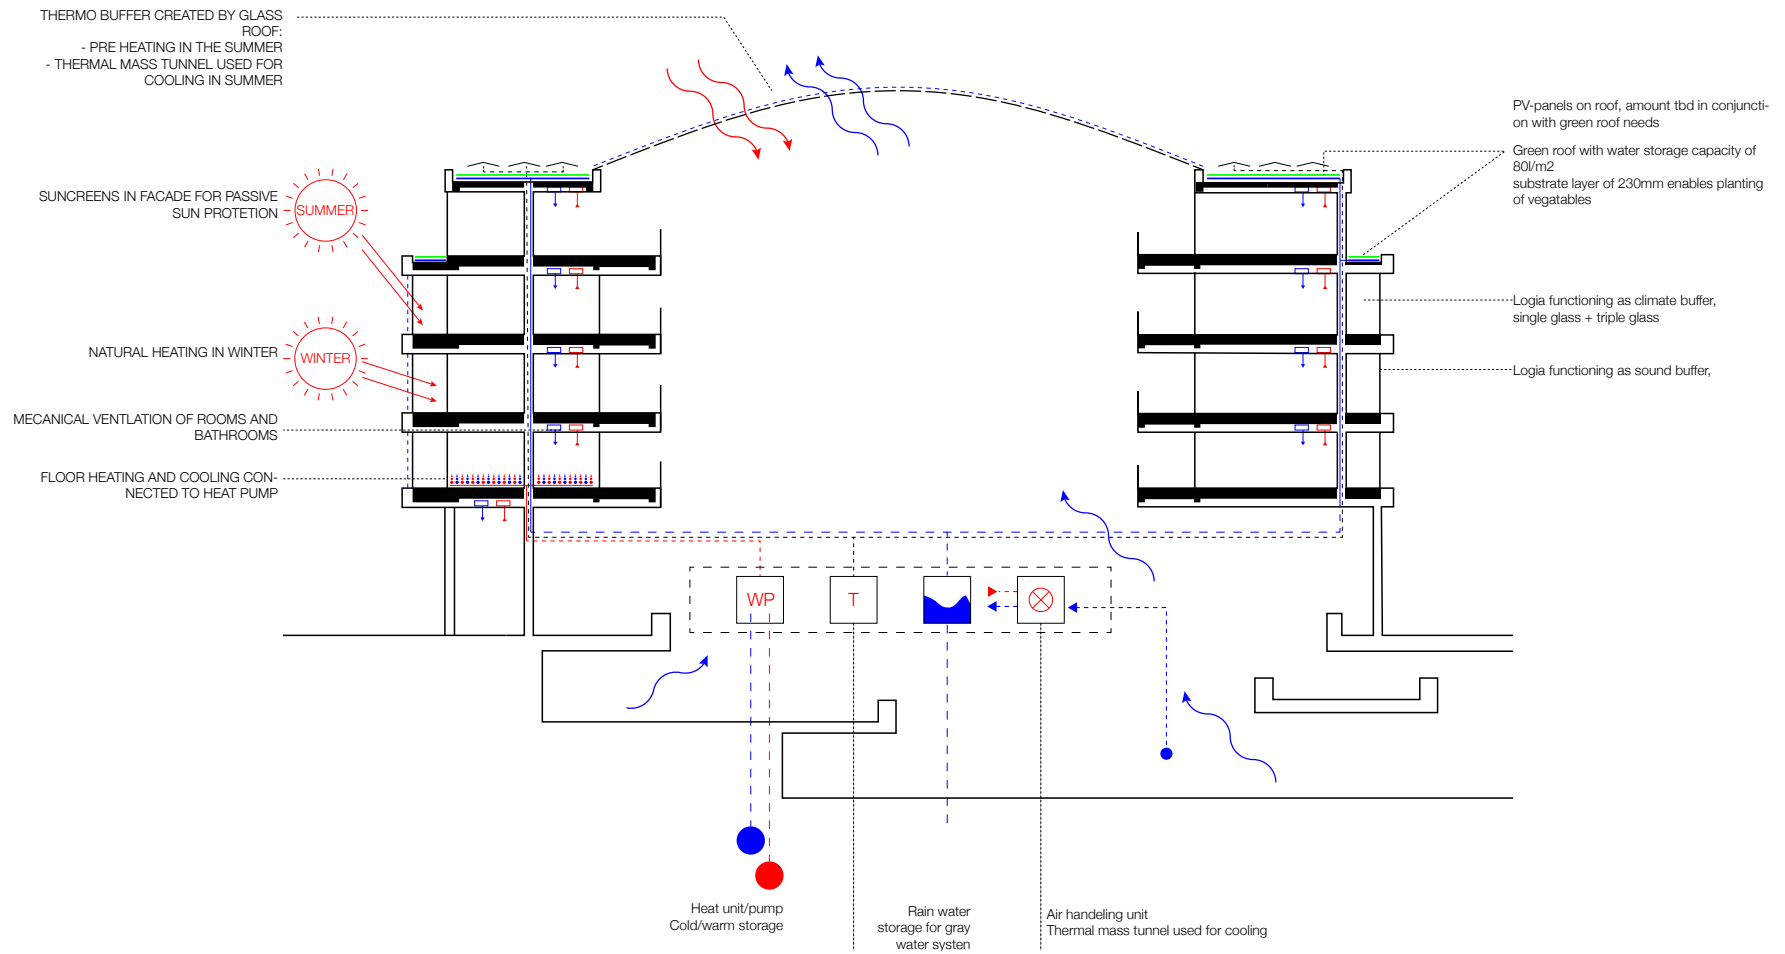 THERMO BUFFER CREATED BY GLASS
ROOF:
- PRE HEATING IN THE SUMMER
- THERMAL MASS TUNNEL USED FOR
COOLING IN SUMMER
SUNCREENS IN FACADE FOR PASSIVE
SUN PROTETION
SUMMER
NATURAL HEATING IN WINTER
WINTER
MECANICAL VENTLATION OF ROOMS AND
BATHROOMS
FLOOR HEATING AND COOLING CON-
NECTED TO HEAT PUMP
PV-panels on roof, amount tbd in conjuncti-
on with green roof needs
Green roof with water storage capacity of
80l/m2
substrate layer of 230mm enables planting
of vegatables
Logia functioning as climate buffer,
single glass + triple glass
Logia functioning as sound buffer,
WP
T
Heat unit/pump
Cold/warm storage
Rain water
storage for gray
water systen
Air handeling unit
Thermal mass tunnel used for cooling